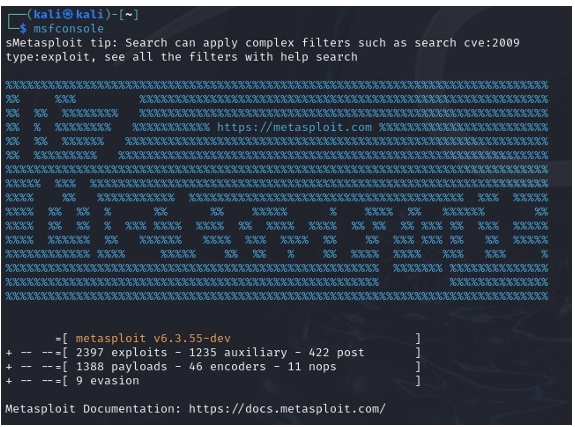 ┌──(kali㉿kali)-[~]
└─$ msfconsole
sMetasploit tip: Search can apply complex filters such as search cve:2009
type:exploit, see all the filters with help search
https://metasploit.com
=[ metasploit v6.3.55-dev ]
+ -- --=[ 2397 exploits - 1235 auxiliary - 422 post ]
+ -- --=[ 1388 payloads - 46 encoders - 11 nops ]
+ -- --=[ 9 evasion ]
Metasploit Documentation: https://docs.metasploit.com/